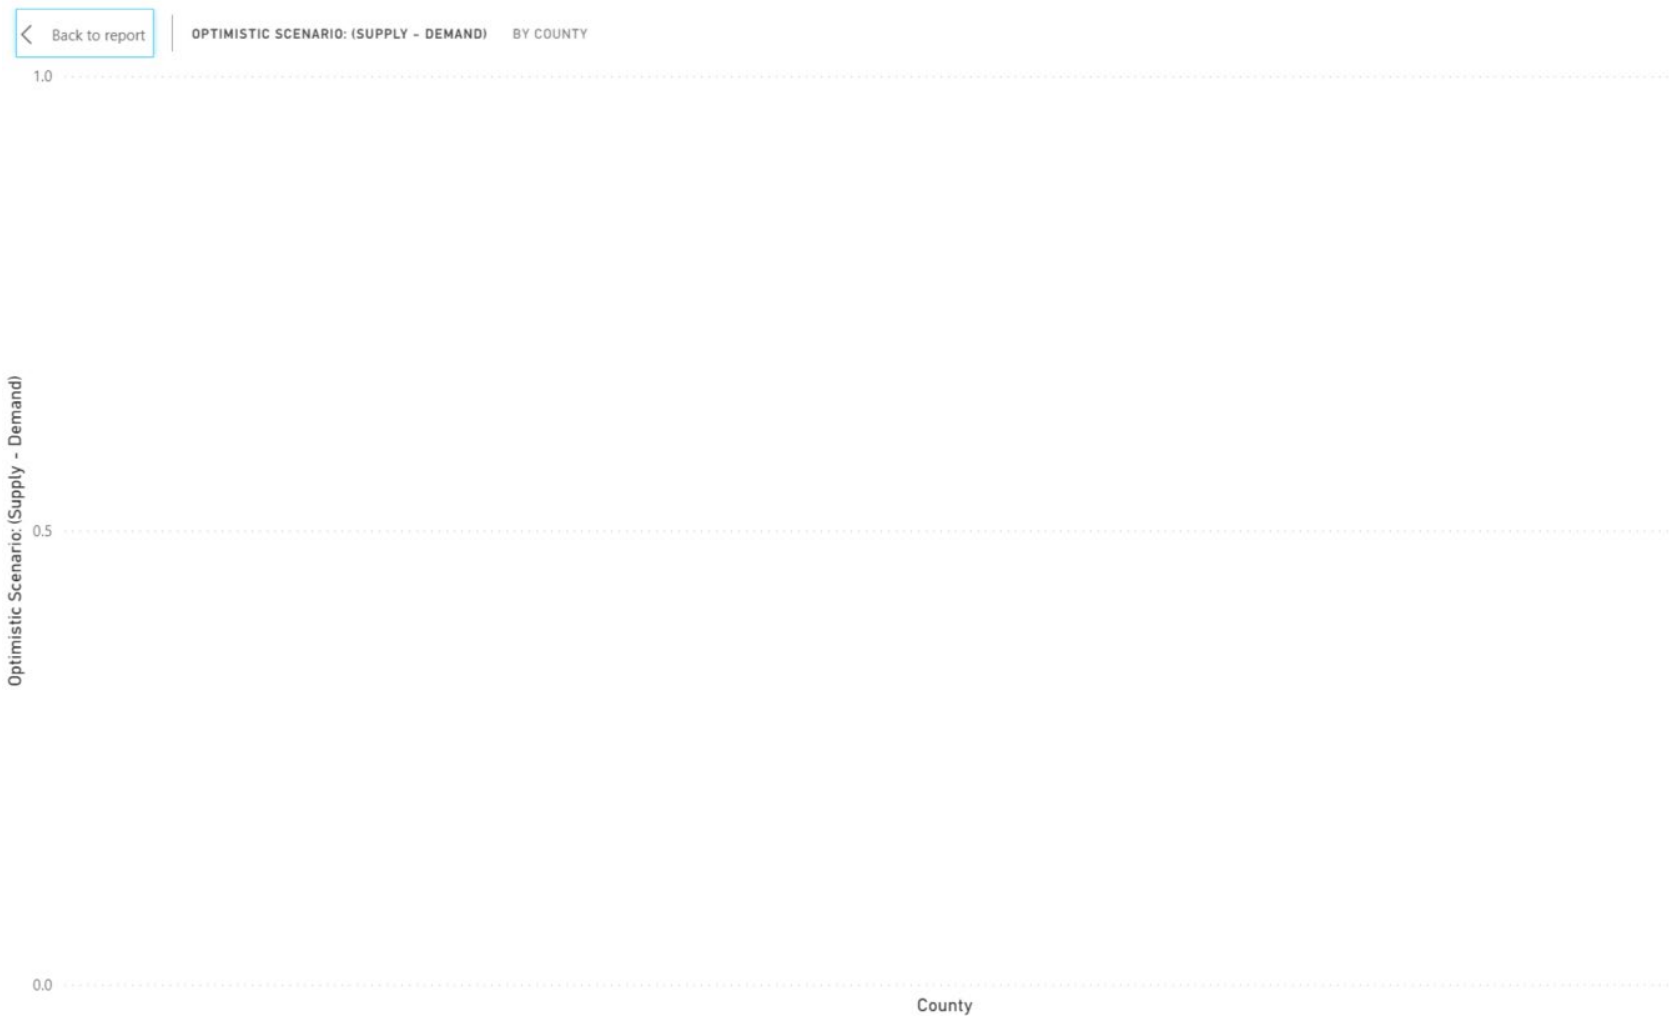 Back to report
OPTIMISTIC SCENARIO: (SUPPLY - DEMAND) BY COUNTY
1.0
Optimistic Scenario: (Supply - Demand)
0.5
0.0
County